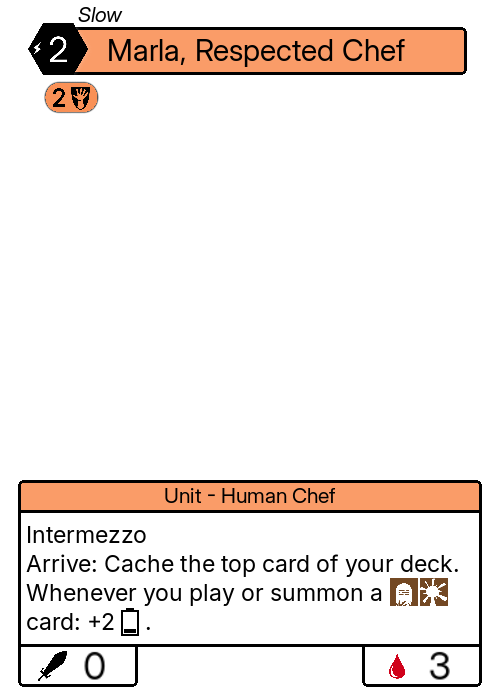 Slow
2
Marla, Respected Chef
2
Unit - Human Chef
Intermezzo
Arrive: Cache the top card of your deck.
Whenever you play or summon a
card: +2 .
0
3